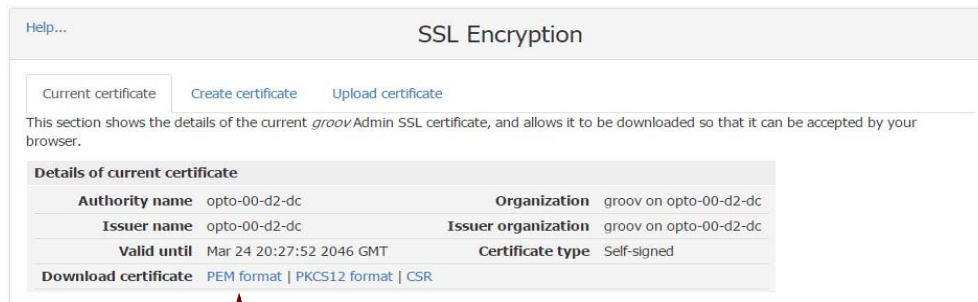 Help...
SSL Encryption
Current certificate Create certificate Upload certificate
This section shows the details of the current groov Admin SSL certificate, and allows it to be downloaded so that it can be accepted by your
browser.
Details of current certificate
Authority name opto-00-d2-dc Organization groov on opto-00-d2-dc
Issuer name opto-00-d2-dc Issuer organization groov on opto-00-d2-dc
Valid until Mar 24 20:27:52 2046 GMT Certificate type Self-signed
Download certificate PEM format | PKCS12 format | CSR